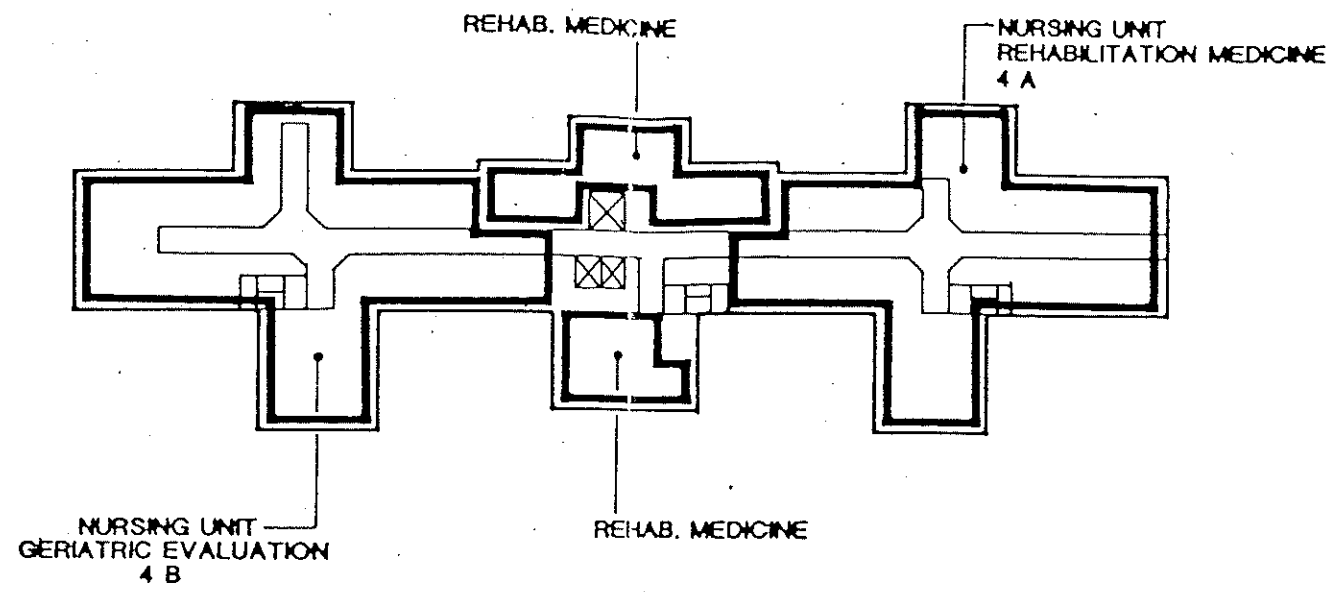 REHAB. MEDICINE
NURSING UNIT
REHABILITATION MEDICINE
4 A
NURSING UNIT
GERIATRIC EVALUATION
4 B
REHAB. MEDICINE